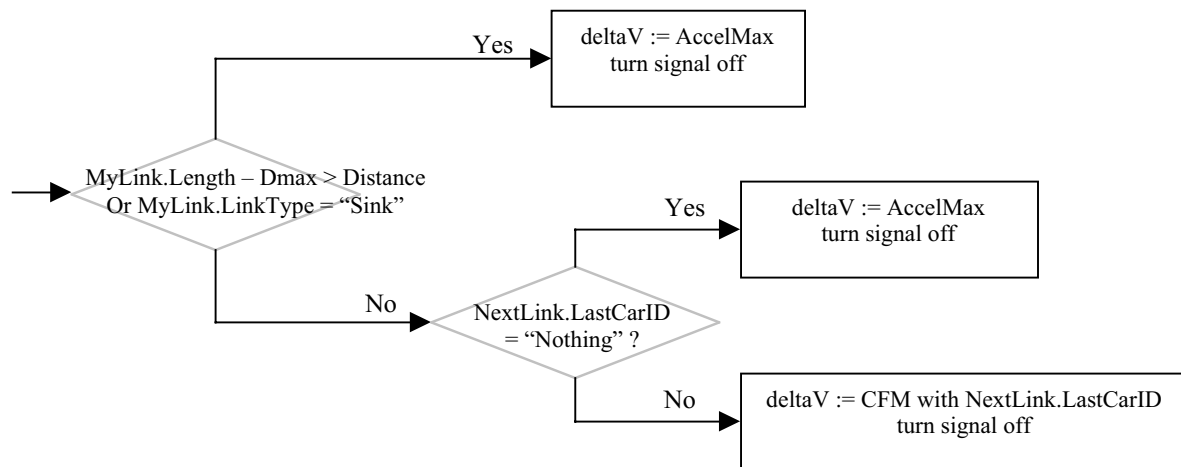 Yes
deltaV := AccelMax
turn signal off
MyLink.Length – Dmax > Distance
Or MyLink.LinkType = “Sink”
Yes
deltaV := AccelMax
turn signal off
No
NextLink.LastCarID
= “Nothing” ?
No
deltaV := CFM with NextLink.LastCarID
turn signal off